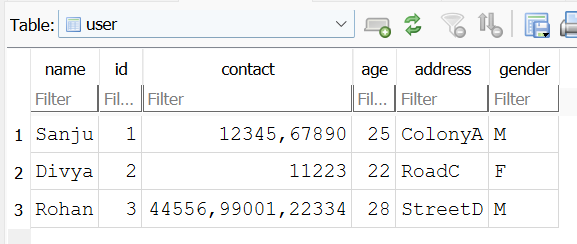 Table: user
name id contact age address gender
Filter Fil... Filter Fil... Filter Filter
1 Sanju 1 12345,67890 25 ColonyA M
2 Divya 2 11223 22 RoadC F
3 Rohan 3 44556,99001,22334 28 StreetD M